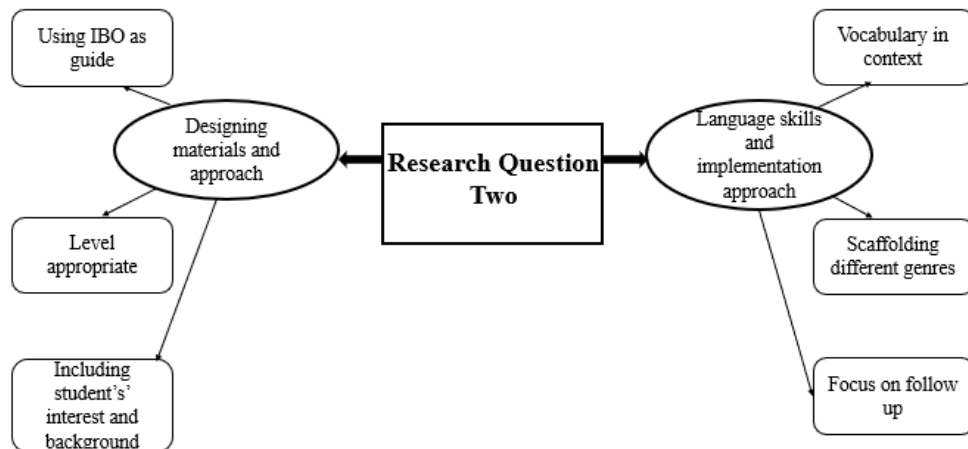 Using IBO as
guide
Designing
materials and
approach
Level
appropriate
Including
student’s’
interest and
background
Research Question
Two
Vocabulary in
context
Language skills
and
implementation
approach
Scaffolding
different genres
Focus on follow
up